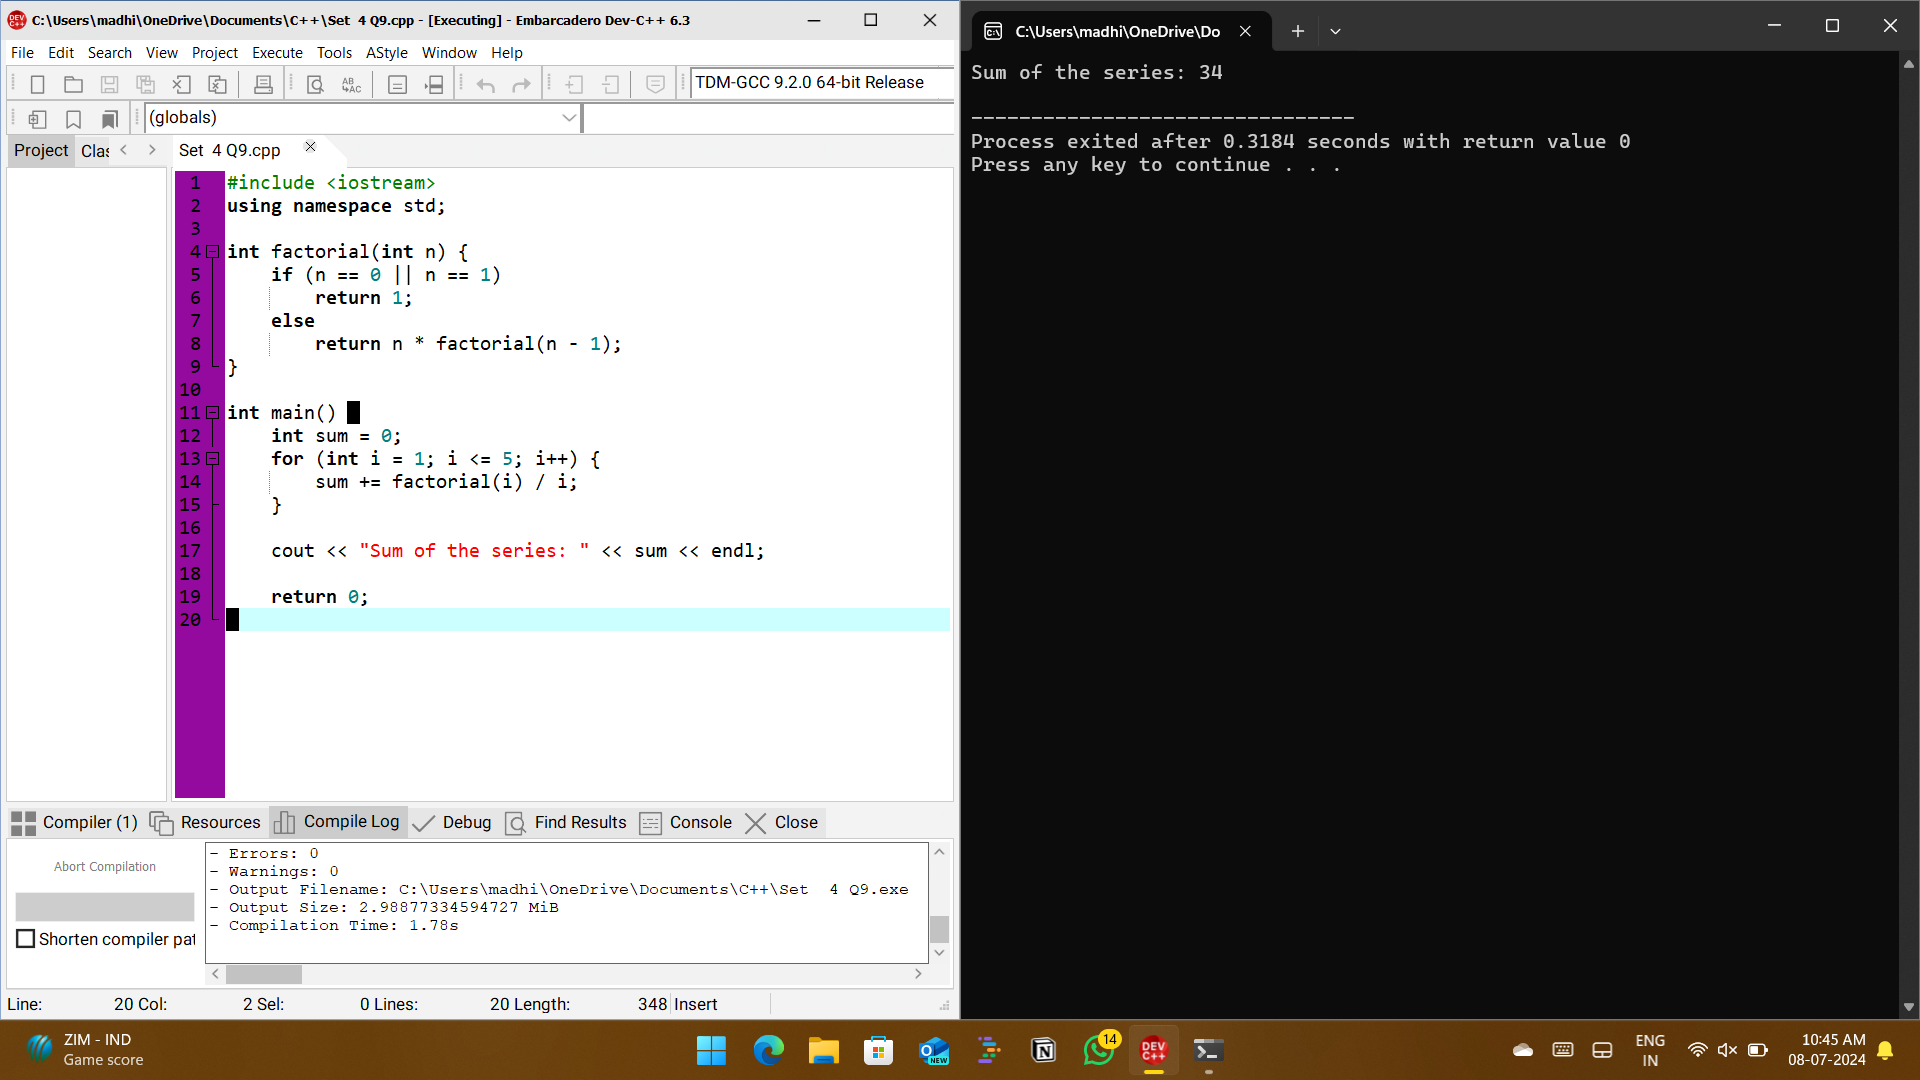 C:\Users\madhi\OneDrive\Documents\C++\Set  4 Q9.cpp - [Executing] - Embarcadero Dev-C++ 6.3
File Edit Search View Project Execute Tools AStyle Window Help
TDM-GCC 9.2.0 64-bit Release
(globals)
Project Clas Set  4 Q9.cpp
1 #include <iostream>
2 using namespace std;
3
4 int factorial(int n) {
5     if (n == 0 || n == 1)
6         return 1;
7     else
8         return n * factorial(n - 1);
9 }
10
11 int main()
12     int sum = 0;
13     for (int i = 1; i <= 5; i++) {
14         sum += factorial(i) / i;
15     }
16
17     cout << "Sum of the series: " << sum << endl;
18
19     return 0;
20
Compiler (1) Resources Compile Log Debug Find Results Console Close
Abort Compilation
Shorten compiler pat
- Errors: 0
- Warnings: 0
- Output Filename: C:\Users\madhi\OneDrive\Documents\C++\Set  4 Q9.exe
- Output Size: 2.98877334594727 MiB
- Compilation Time: 1.78s
Line: 20 Col: 2 Sel: 0 Lines: 20 Length: 348 Insert
C:\Users\madhi\OneDrive\Do
Sum of the series: 34
--------------------------------
Process exited after 0.3184 seconds with return value 0
Press any key to continue . . .
ZIM - IND
Game score
NEW
14
DEV
C++
ENG
IN
10:45 AM
08-07-2024